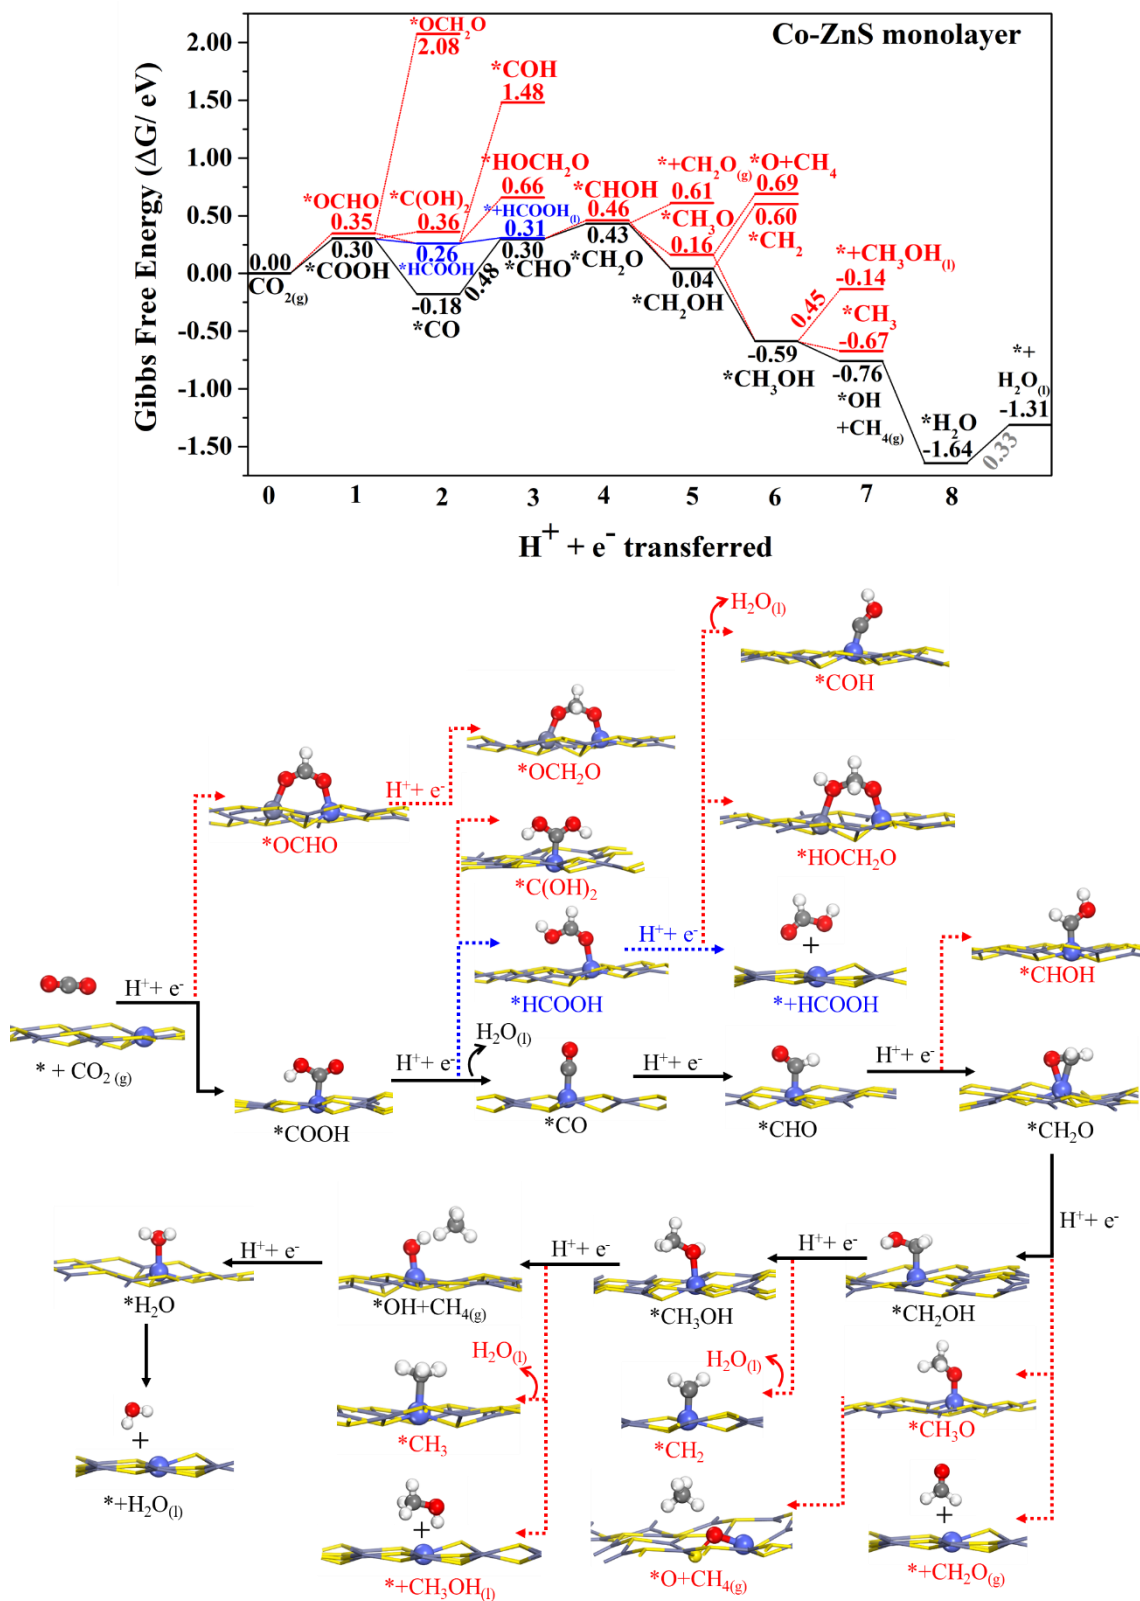 Co-ZnS monolayer
Gibbs Free Energy (ΔG/ eV)
2.00
1.50
1.00
0.50
0.00
-0.50
-1.00
-1.50
0 1 2 3 4 5 6 7 8
H⁺ + e⁻ transferred
0.00
CO₂(g)
*OCHO
0.35
0.30
*COOH
*OCH₂O
2.08
*C(OH)₂
0.36
0.26
*HCOOH
-0.18
*CO
0.48
*COH
1.48
*HOCH₂O
0.66
*+HCOOH(l)
0.31
0.30
*CHO
*CHOH
0.46
0.43
*CH₂O
*+CH₂O(g)
0.61
*CH₃O
0.16
0.04
*CH₂OH
*O+CH₄
0.69
0.60
*CH₂
-0.59
*CH₃OH
0.45
*+CH₃OH(l)
-0.14
*CH₃
-0.67
-0.76
*OH
+CH₄(g)
*H₂O
-1.64
0.33
*+
H₂O(l)
-1.31
H₂O(l)
*COH
*OCH₂O
H⁺+ e⁻
*OCHO
*HOCH₂O
*C(OH)₂
H⁺+ e⁻
+
*CHOH
*HCOOH
*+HCOOH
H⁺+ e⁻
H₂O(l)
H⁺+ e⁻
H⁺+ e⁻
H⁺+ e⁻
* + CO₂ (g)
*COOH
*CO
*CHO
*CH₂O
H⁺+ e⁻
H⁺+ e⁻
H⁺+ e⁻
H⁺+ e⁻
*H₂O
*OH+CH₄(g)
*CH₃OH
*CH₂OH
H₂O(l)
H₂O(l)
*CH₃
*CH₂
*CH₃O
+
*+H₂O(l)
+
+
*+CH₃OH(l)
*O+CH₄(g)
*+CH₂O(g)